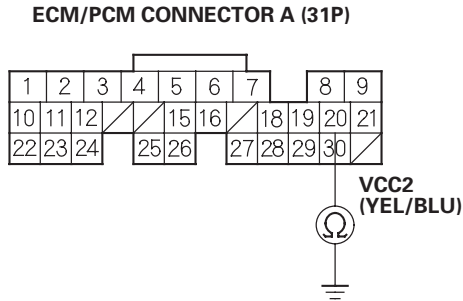 ECM/PCM CONNECTOR A (31P)
1 2 3 4 5 6 7 8 9
10 11 12 15 16 18 19 20 21
22 23 24 25 26 27 28 29 30
VCC2
(YEL/BLU)
Ω